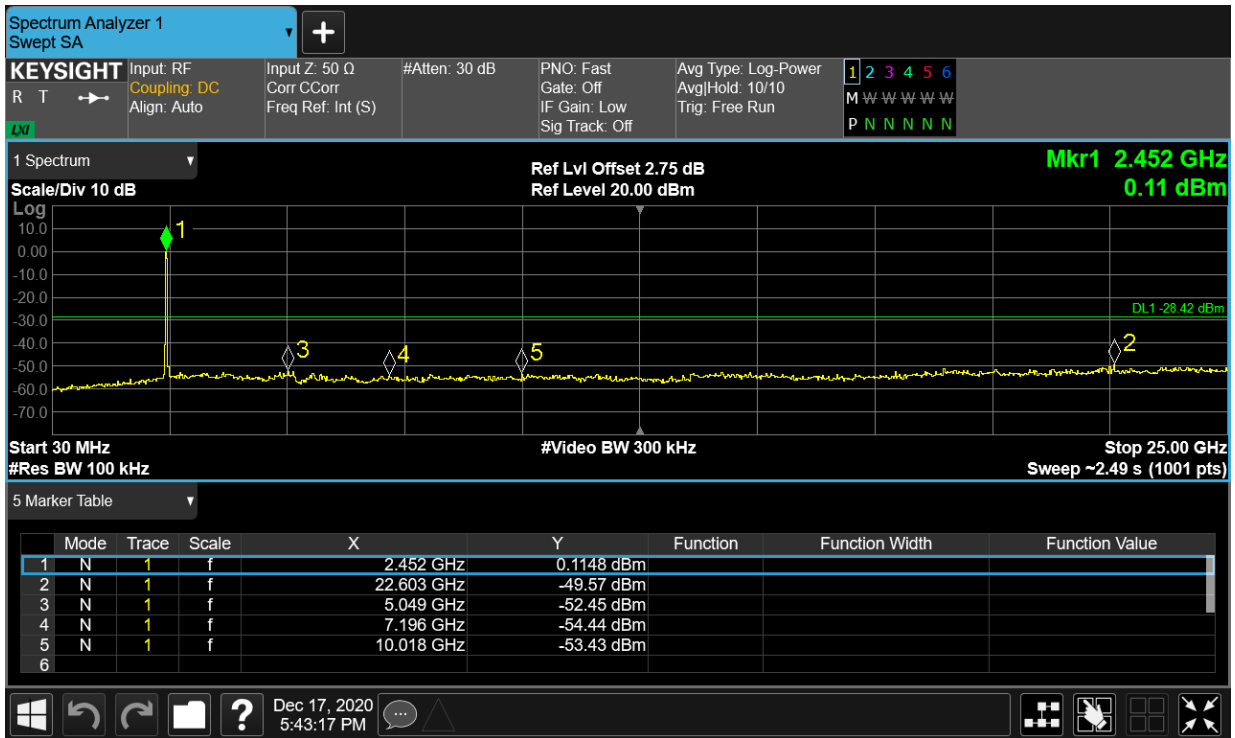 Spectrum Analyzer 1
Swept SA
+
KEYSIGHT
R T
LXI
Input: RF
Coupling: DC
Align: Auto
Input Z: 50 Ω
Corr CCorr
Freq Ref: Int (S)
#Atten: 30 dB
PNO: Fast
Gate: Off
IF Gain: Low
Sig Track: Off
Avg Type: Log-Power
Avg|Hold: 10/10
Trig: Free Run
1 2 3 4 5 6
M W W W W W
P N N N N N
1 Spectrum
Scale/Div 10 dB
Ref Lvl Offset 2.75 dB
Ref Level 20.00 dBm
Mkr1 2.452 GHz
0.11 dBm
Log
10.0
0.00
-10.0
-20.0
-30.0
-40.0
-50.0
-60.0
-70.0
1
DL1 -28.42 dBm
3
4
5
2
Start 30 MHz
#Video BW 300 kHz
Stop 25.00 GHz
#Res BW 100 kHz
Sweep ~2.49 s (1001 pts)
5 Marker Table
Mode Trace Scale X Y Function Function Width Function Value
1 N 1 f 2.452 GHz 0.1148 dBm
2 N 1 f 22.603 GHz -49.57 dBm
3 N 1 f 5.049 GHz -52.45 dBm
4 N 1 f 7.196 GHz -54.44 dBm
5 N 1 f 10.018 GHz -53.43 dBm
6
?
Dec 17, 2020
5:43:17 PM